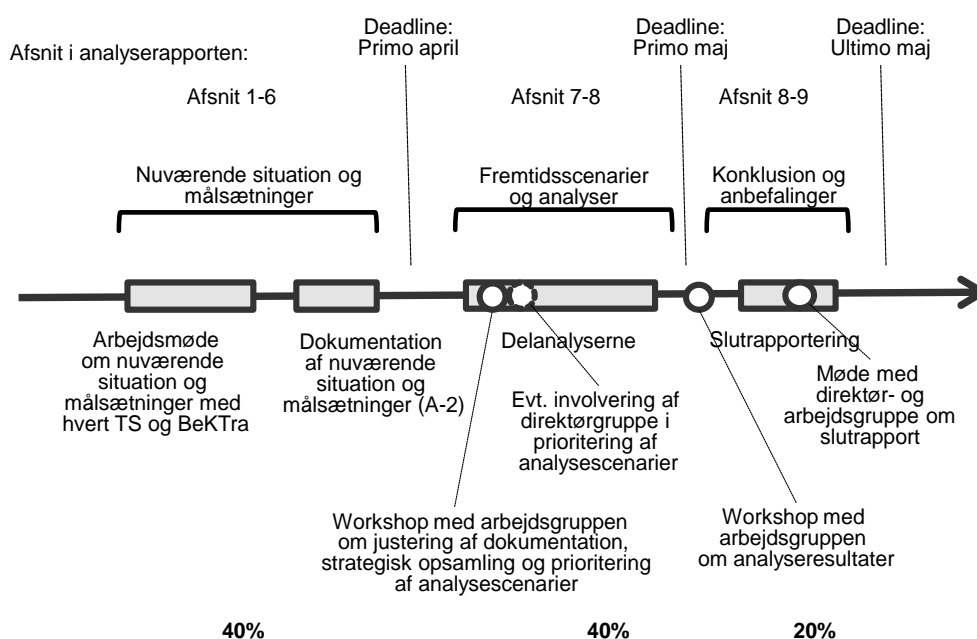 Deadline:
Primo april
Deadline:
Primo maj
Deadline:
Ultimo maj
Afsnit i analyserapporten:
Afsnit 1-6
Afsnit 7-8
Afsnit 8-9
Nuværende situation og
målsætninger
Fremtidsscenarier
og analyser
Konklusion og
anbefalinger
Arbejdsmøde
om nuværende
situation og
målsætninger med
hvert TS og BeKTra
Dokumentation
af nuværende
situation og
målsætninger (A-2)
Delanalyserne
Slutrapportering
Evt. involvering af
direktørgruppe i
prioritering af
analysescenarier
Møde med
direktør- og
arbejdsgruppe om
slutrapport
Workshop med arbejdsgruppen
om justering af dokumentation,
strategisk opsamling og prioritering
af analysescenarier
Workshop med
arbejdsgruppen
om analyseresultater
40%
40%
20%